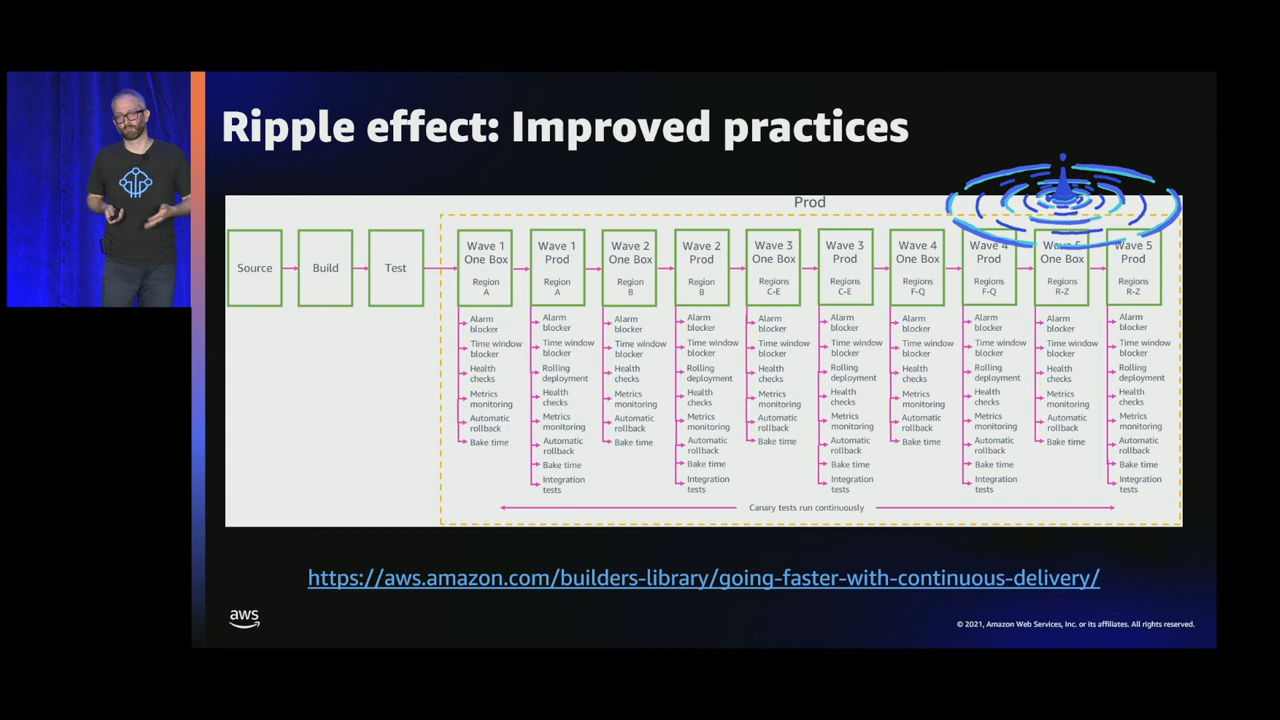 Ripple effect: Improved practices
Prod
Source
Build
Test
Wave 1
One Box
Region
A
Wave 1
Prod
Region
A
Wave 2
One Box
Region
B
Wave 2
Prod
Region
B
Wave 3
One Box
Regions
C-E
Wave 3
Prod
Regions
C-E
Wave 4
One Box
Regions
F-Q
Wave 4
Prod
Regions
F-Q
Wave 5
One Box
Regions
R-Z
Wave 5
Prod
Regions
R-Z
Alarm
blocker
Time window
blocker
Health
checks
Metrics
monitoring
Automatic
rollback
Bake time
Alarm
blocker
Time window
blocker
Rolling
deployment
Health
checks
Metrics
monitoring
Automatic
rollback
Bake time
Integration
tests
Alarm
blocker
Time window
blocker
Health
checks
Metrics
monitoring
Automatic
rollback
Bake time
Alarm
blocker
Time window
blocker
Rolling
deployment
Health
checks
Metrics
monitoring
Automatic
rollback
Bake time
Integration
tests
Alarm
blocker
Time window
blocker
Health
checks
Metrics
monitoring
Automatic
rollback
Bake time
Alarm
blocker
Time window
blocker
Rolling
deployment
Health
checks
Metrics
monitoring
Automatic
rollback
Bake time
Integration
tests
Alarm
blocker
Time window
blocker
Health
checks
Metrics
monitoring
Automatic
rollback
Bake time
Alarm
blocker
Time window
blocker
Rolling
deployment
Health
checks
Metrics
monitoring
Automatic
rollback
Bake time
Integration
tests
Alarm
blocker
Time window
blocker
Health
checks
Metrics
monitoring
Automatic
rollback
Bake time
Alarm
blocker
Time window
blocker
Rolling
deployment
Health
checks
Metrics
monitoring
Automatic
rollback
Bake time
Integration
tests
Canary tests run continuously
https://aws.amazon.com/builders-library/going-faster-with-continuous-delivery/
aws
© 2021, Amazon Web Services, Inc. or its affiliates. All rights reserved.